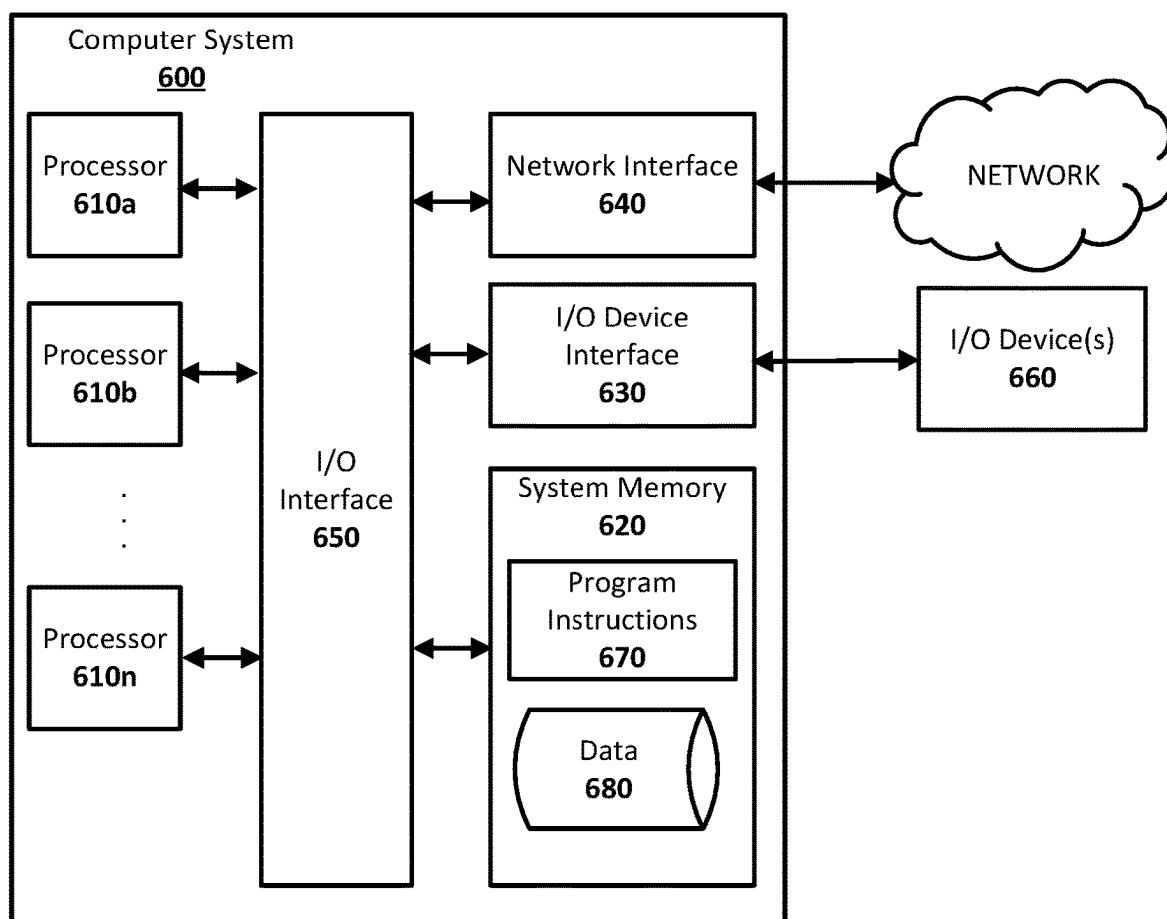 Computer System
600
Processor
610a
Processor
610b
.
.
.
Processor
610n
I/O
Interface
650
Network Interface
640
I/O Device
Interface
630
System Memory
620
Program
Instructions
670
Data
680
NETWORK
I/O Device(s)
660